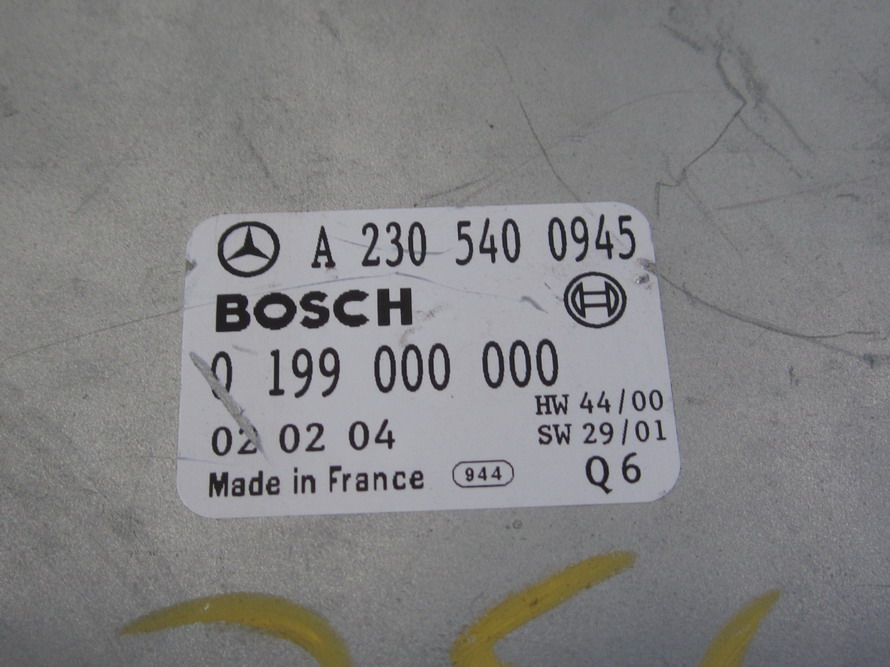 A 230 540 0945
BOSCH
0 199 000 000
HW 44/00
02 02 04
SW 29/01
Made in France
944
Q6